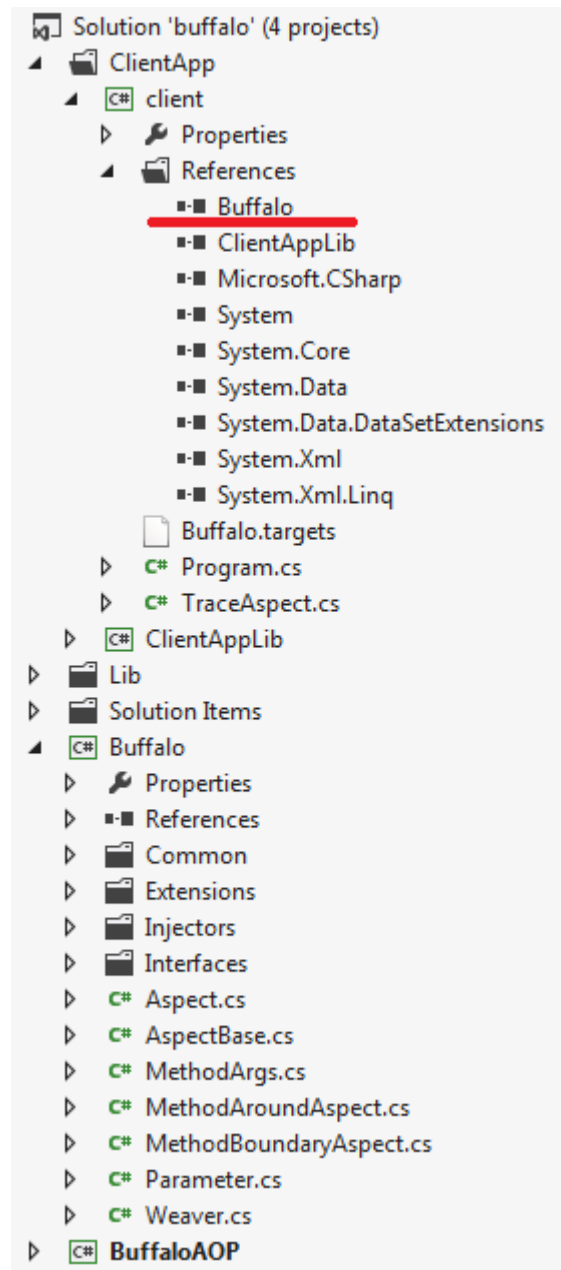 Solution 'buffalo' (4 projects)
ClientApp
C# client
Properties
References
Buffalo
ClientAppLib
Microsoft.CSharp
System
System.Core
System.Data
System.Data.DataSetExtensions
System.Xml
System.Xml.Linq
Buffalo.targets
C# Program.cs
C# TraceAspect.cs
C# ClientAppLib
Lib
Solution Items
C# Buffalo
Properties
References
Common
Extensions
Injectors
Interfaces
C# Aspect.cs
C# AspectBase.cs
C# MethodArgs.cs
C# MethodAroundAspect.cs
C# MethodBoundaryAspect.cs
C# Parameter.cs
C# Weaver.cs
C# BuffaloAOP